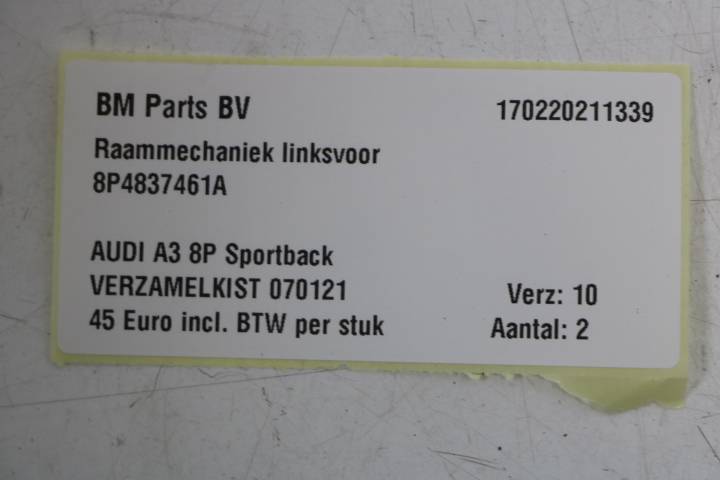 BM Parts BV 170220211339
Raammechaniek linksvoor
8P4837461A
AUDI A3 8P Sportback
VERZAMELKIST 070121 Verz: 10
45 Euro incl. BTW per stuk Aantal: 2